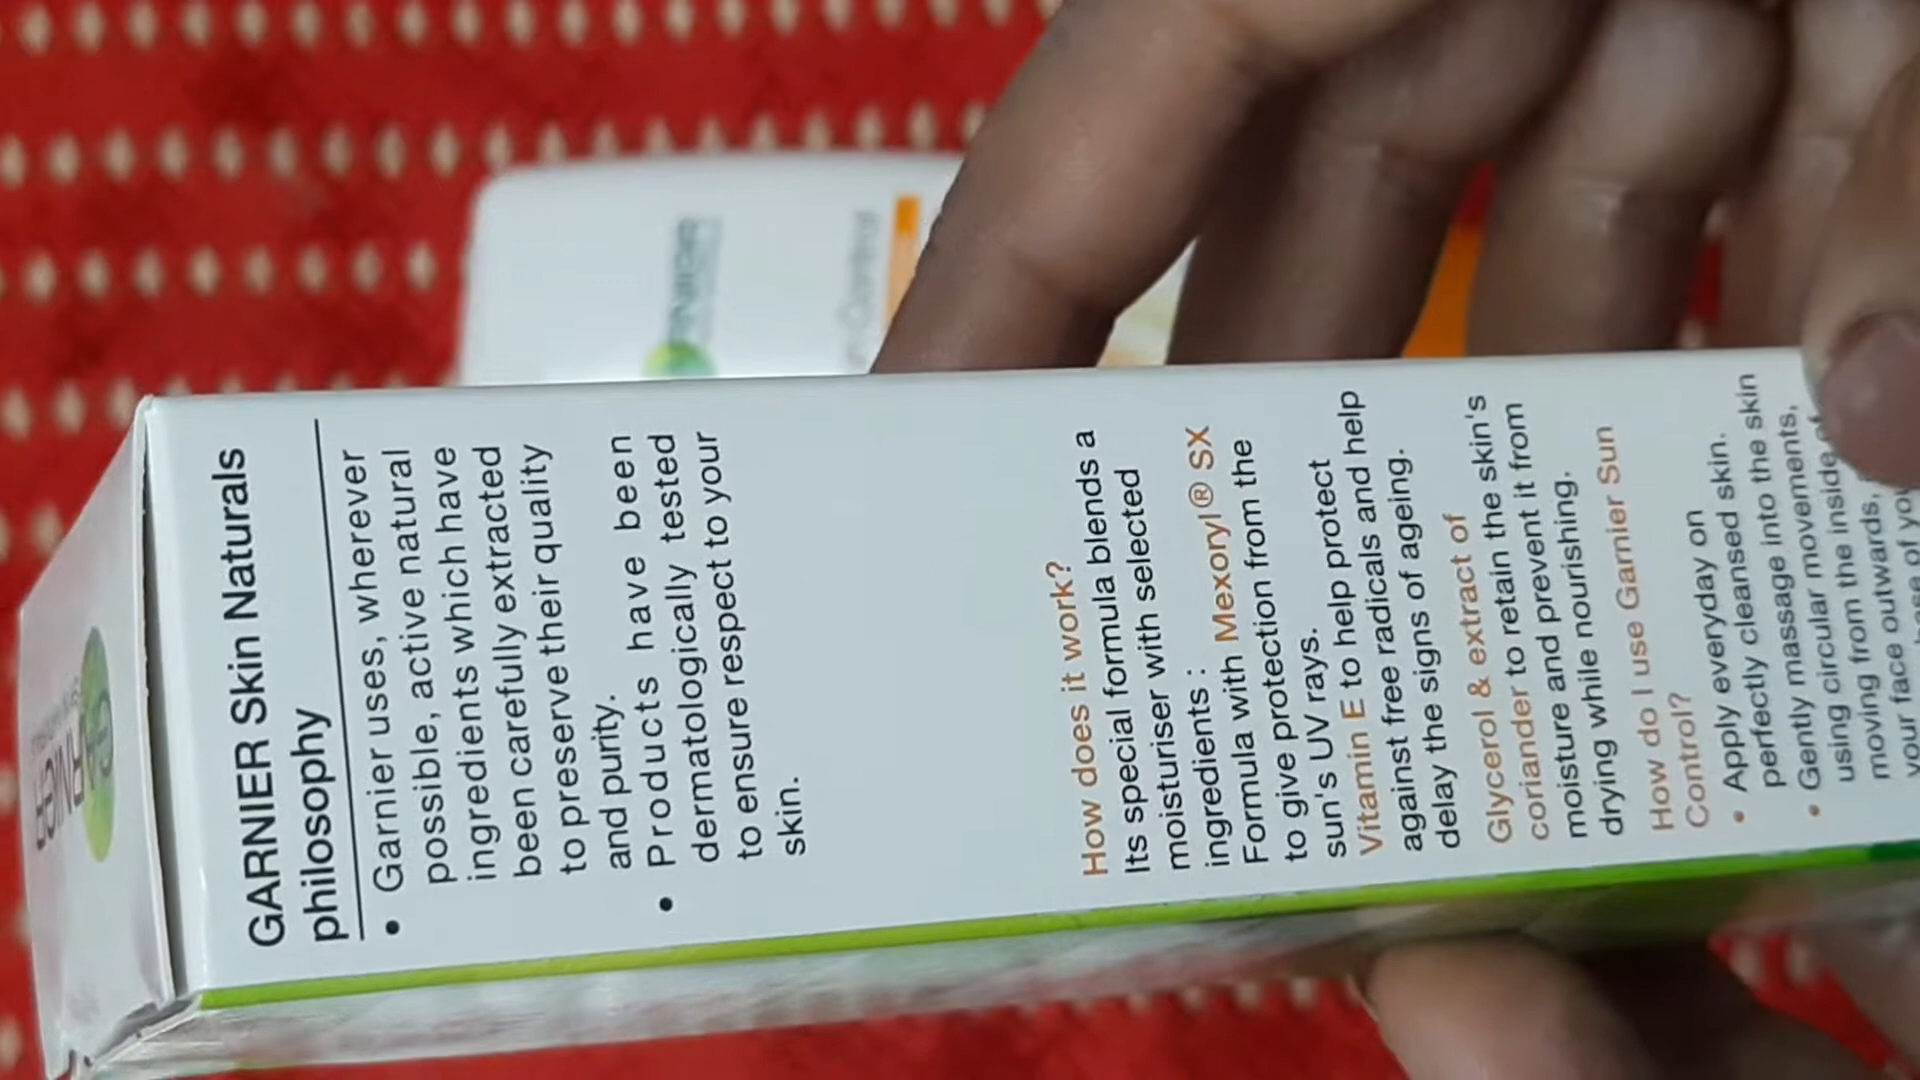 GARNIER
GARNIER Skin Naturals
philosophy
• Garnier uses, wherever
possible, active natural
ingredients which have
been carefully extracted
to preserve their quality
and purity.
• Products have been
dermatologically tested
to ensure respect to your
skin.
How does it work?
Its special formula blends a
moisturiser with selected
ingredients :
Formula with Mexoryl® SX
to give protection from the
sun's UV rays.
Vitamin E to help protect
against free radicals and help
delay the signs of ageing.
Glycerol & extract of
coriander to retain the skin's
moisture and prevent it from
drying while nourishing.
How do I use Garnier Sun
Control?
• Apply everyday on
perfectly cleansed skin.
• Gently massage into the skin
using circular movements,
moving from the inside of
your face outwards,
GARNIER
Control